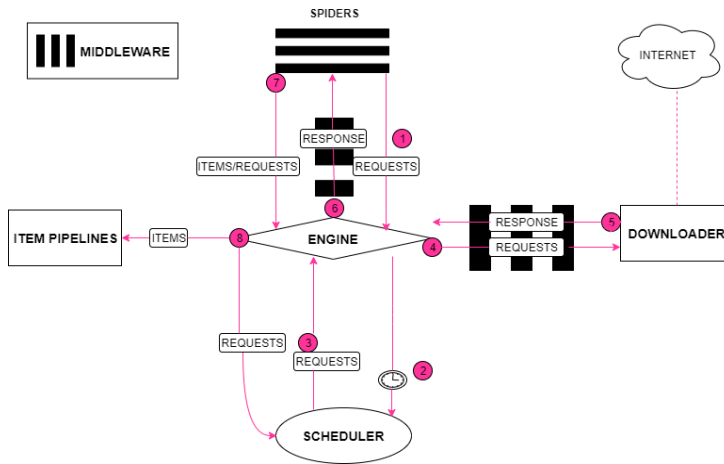 SPIDERS
MIDDLEWARE
INTERNET
7
RESPONSE
1
ITEMS/REQUESTS
REQUESTS
6
5
RESPONSE
ITEM PIPELINES
ITEMS
8
ENGINE
4
REQUESTS
DOWNLOADER
REQUESTS
3
REQUESTS
2
SCHEDULER